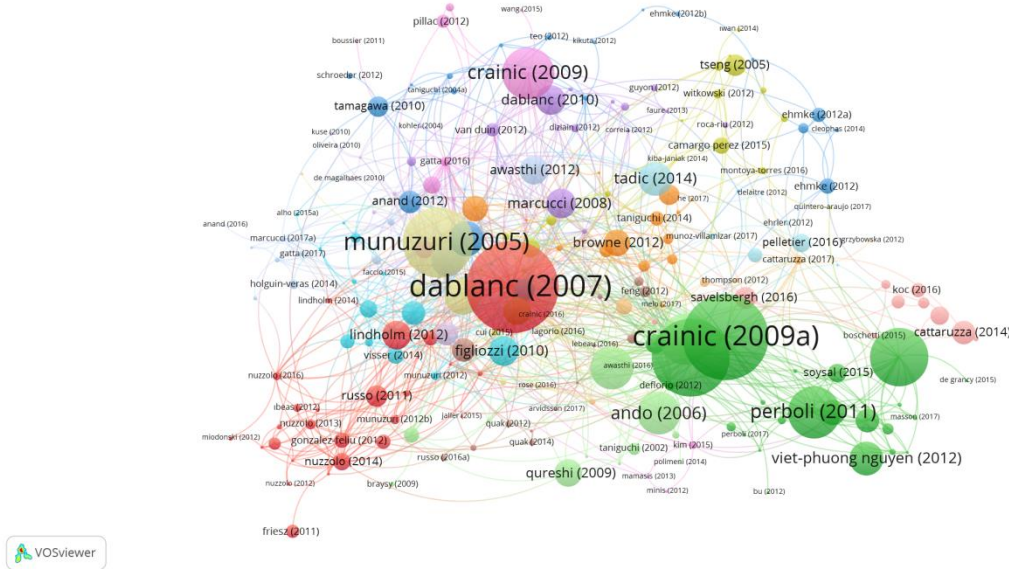 wang (2015)
pillac (2012)
teo (2012)
ehmke (2012b)
iwan (2014)
boussier (2011)
kikuta (2012)
crainic (2009)
tseng (2005)
schroeder (2012)
taniguchi (2004a)
guyon (2012)
witkowski (2012)
tamagawa (2010)
dablanc (2010)
faure (2013)
ehmke (2012a)
kohler (2004)
van duin (2012)
diziain (2012)
correia (2012)
roca-riu (2012)
cleophas (2014)
kuse (2010)
oliveira (2010)
camargo perez (2015)
gatta (2016)
awasthi (2012)
kiba-janiak (2014)
montoya-torres (2016)
de magalhaes (2010)
tadic (2014)
delaitre (2012)
ehmke (2012)
anand (2012)
marcucci (2008)
he (2017)
quintero-araujo (2017)
alho (2015a)
taniguchi (2014)
anand (2016)
ehrler (2012)
marcucci (2017a)
munuzuri (2005)
browne (2012)
munoz-villamizar (2017)
pelletier (2016)
grzybowska (2012)
gatta (2017)
cattaruzza (2017)
faccio (2015)
holguin-veras (2014)
dablanc (2007)
feng (2012)
thompson (2012)
koc (2016)
lindholm (2014)
melo (2017)
savelsbergh (2016)
crainic (2016)
lindholm (2012)
cui (2015)
lagorio (2016)
crainic (2009a)
boschetti (2015)
cattaruzza (2014)
visser (2014)
figliozzi (2010)
lebeau (2016)
nuzzolo (2016)
munuzuri (2012)
awasthi (2016)
soysal (2015)
de grancy (2015)
rose (2016)
defiorio (2012)
russo (2011)
ibeas (2012)
arvidsson (2017)
ando (2006)
perboli (2011)
masson (2017)
nuzzolo (2013)
munuzuri (2012b)
jaller (2015)
quak (2012)
miodonski (2012)
gonzalez-feliu (2012)
quak (2014)
taniguchi (2002)
kim (2015)
perboli (2017)
nuzzolo (2014)
russo (2016a)
polimeni (2014)
viet-phuong nguyen (2012)
qureshi (2009)
mamasis (2013)
nuzzolo (2012)
braysy (2009)
minis (2012)
bu (2012)
friesz (2011)
VOSviewer